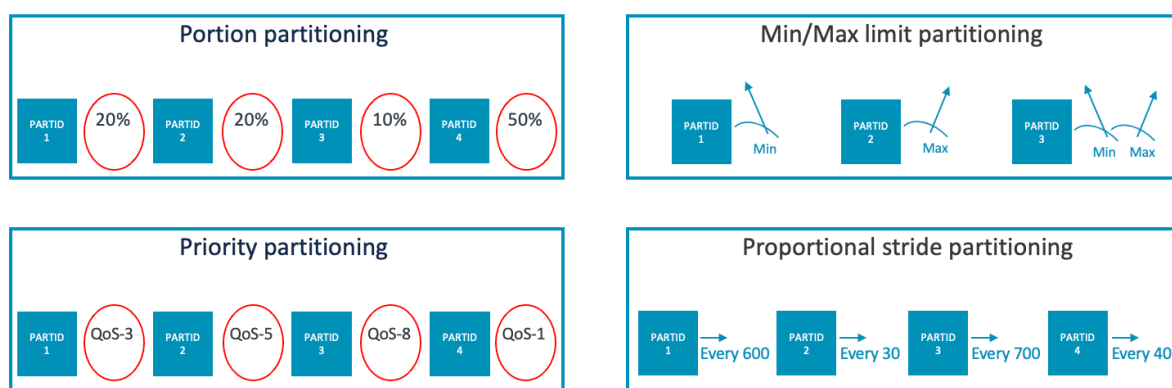 Portion partitioning
PARTID
1
20%
PARTID
2
20%
PARTID
3
10%
PARTID
4
50%
Min/Max limit partitioning
PARTID
1
Min
PARTID
2
Max
PARTID
3
Min
Max
Priority partitioning
PARTID
1
QoS-3
PARTID
2
QoS-5
PARTID
3
QoS-8
PARTID
4
QoS-1
Proportional stride partitioning
PARTID
1
Every 600
PARTID
2
Every 30
PARTID
3
Every 700
PARTID
4
Every 40